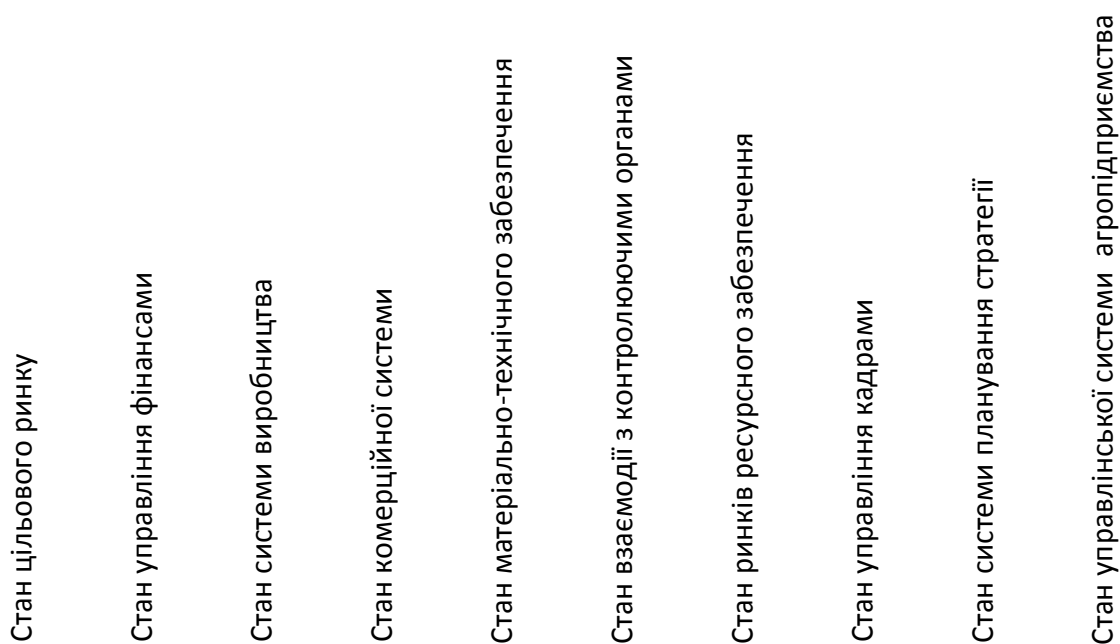 Стан цільового ринку
Стан управління фінансами
Стан системи виробництва
Стан комерційної системи
Стан матеріально-технічного забезпечення
Стан взаємодії з контролюючими органами
Стан ринків ресурсного забезпечення
Стан управління кадрами
Стан системи планування стратегії
Стан управлінської системи агропідприємства